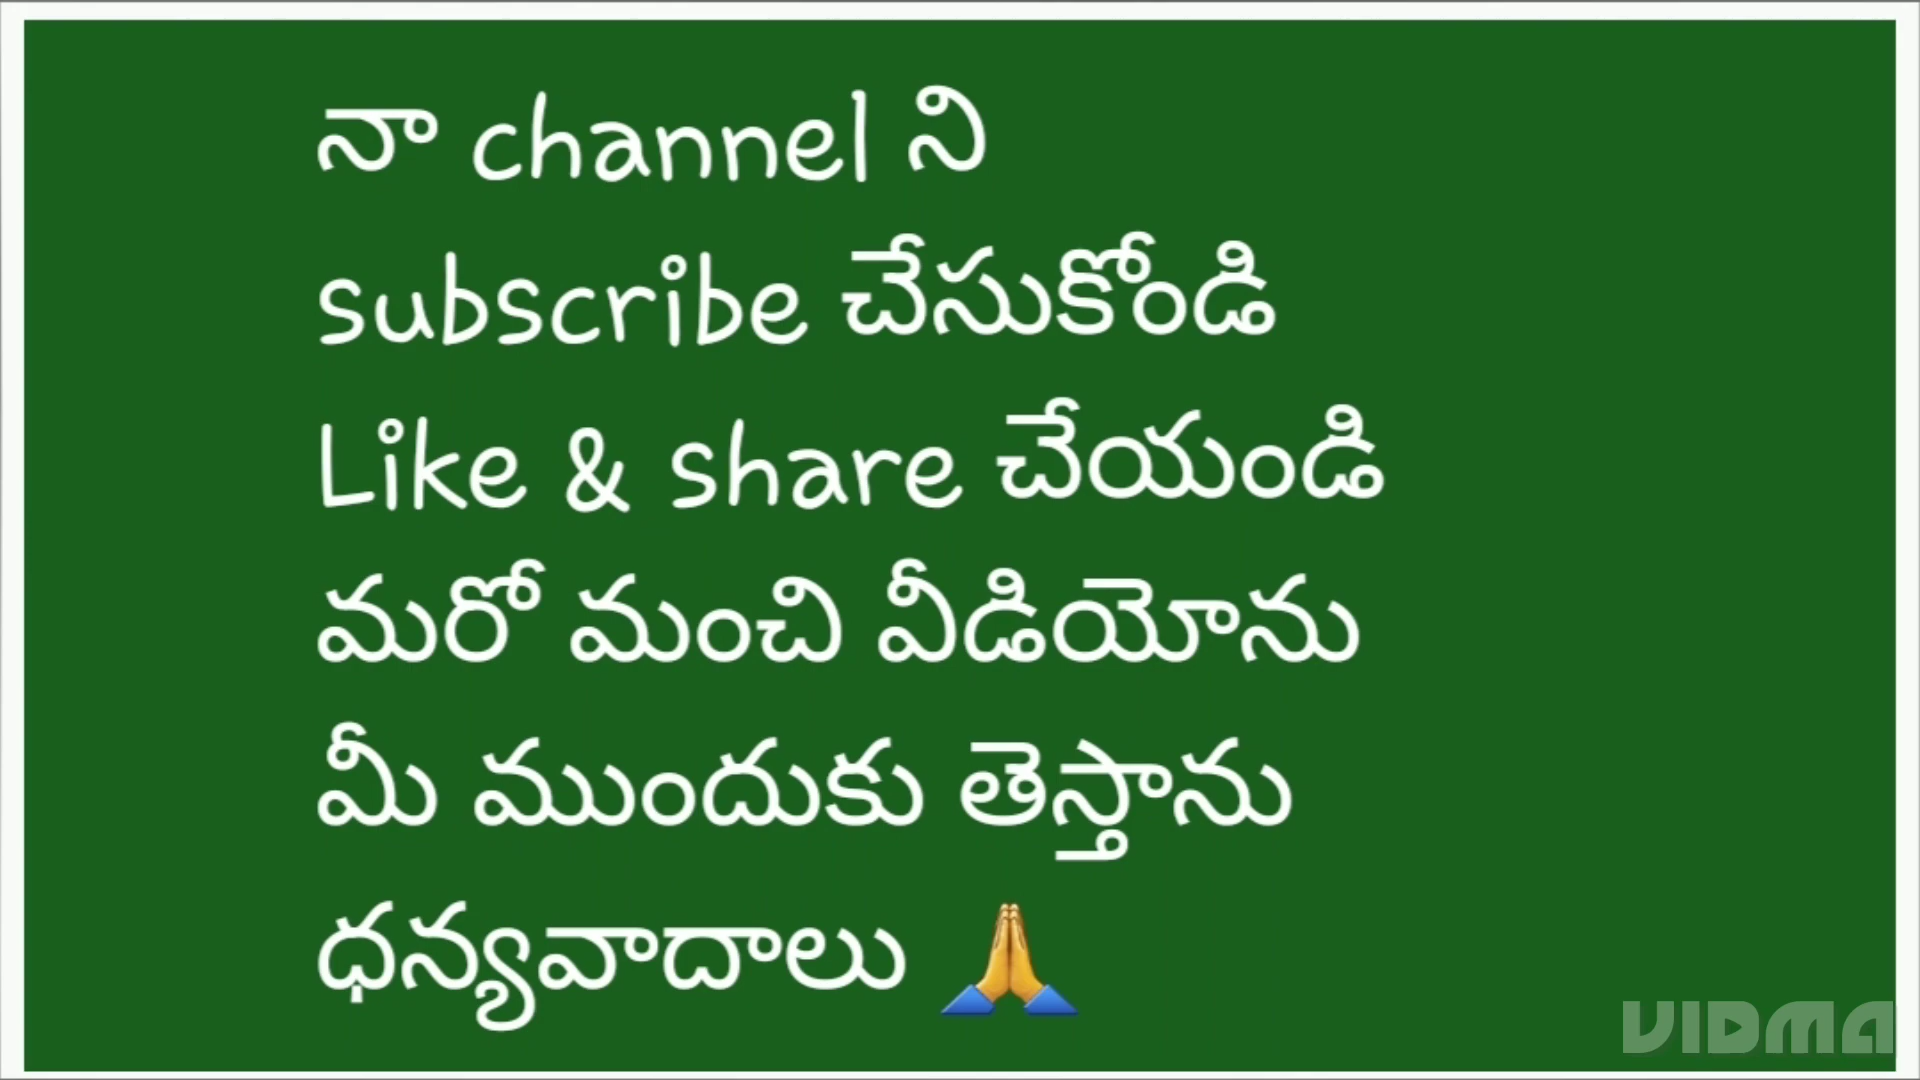 నా channel ని
subscribe చేసుకోండి
Like & share చేయండి
మరో మంచి వీడియోను
మీ ముందుకు తెస్తాను
ధన్యవాదాలు 🙏
VIDMA